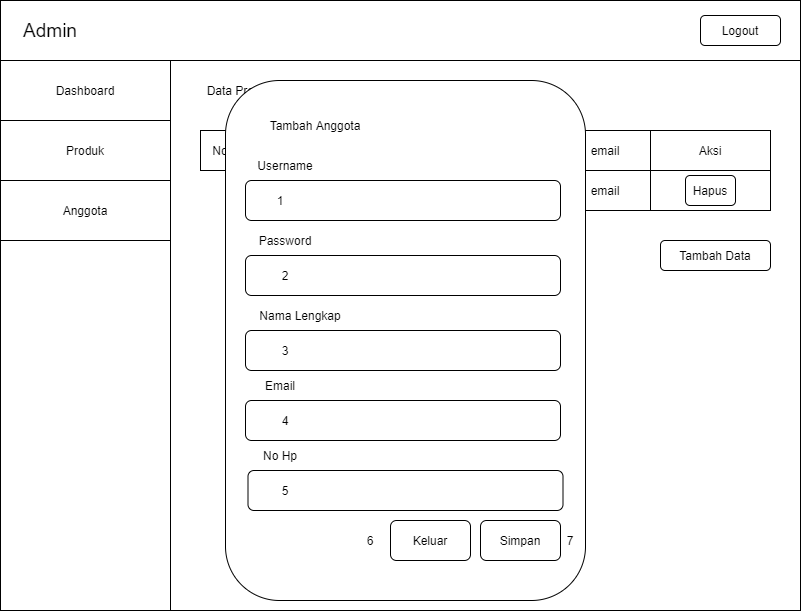 Admin
Logout
Dashboard
Produk
Anggota
Data
Tambah Anggota
No
email
Aksi
email
Hapus
Tambah Data
Username
1
Password
2
Nama Lengkap
3
Email
4
No Hp
5
6
Keluar
Simpan
7